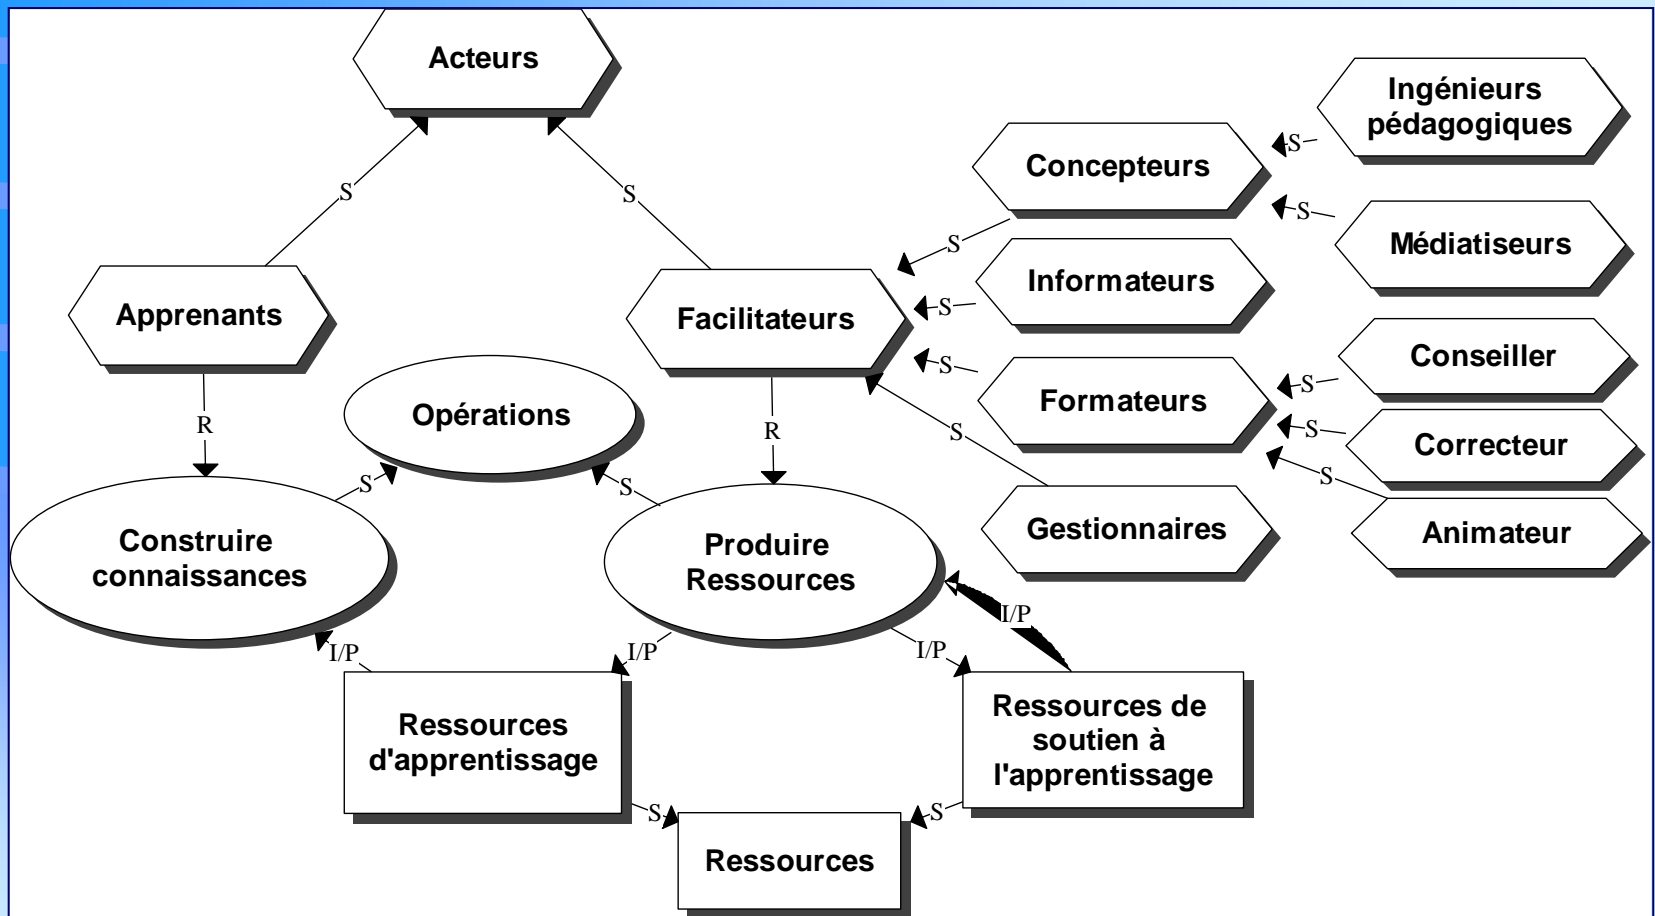 Acteurs
Ingénieurs
pédagogiques
Concepteurs
S
S
Médiatiseurs
S
S
S
Informateurs
Apprenants
Facilitateurs
S
Conseiller
S
S
Formateurs
Opérations
R
R
S
S
Correcteur
S
S
S
Gestionnaires
Animateur
Construire
connaissances
Produire
Ressources
I/P
I/P
I/P
I/P
Ressources
d'apprentissage
Ressources de
soutien à
l'apprentissage
S
S
Ressources